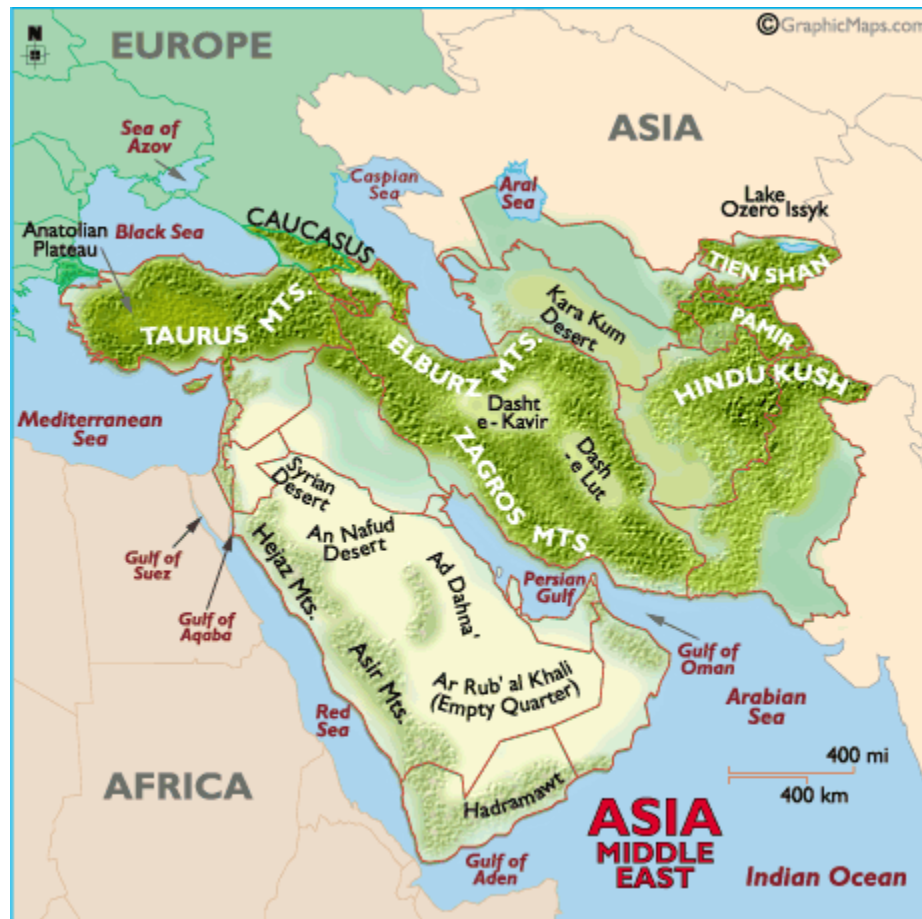 ©GraphicMaps.com
N
EUROPE
ASIA
Sea of
Azov
Caspian
Sea
Aral
Sea
Lake
Ozero Issyk
Anatolian
Plateau
Black Sea
CAUCASUS
TIEN SHAN
Kara Kum
Desert
PAMIR
TAURUS MTS.
ELBURZ MTS.
HINDU KUSH
Dasht
e-Kavir
Mediterranean
Sea
Dash
-e Lut
ZAGROS MTS.
Syrian
Desert
An Nafud
Desert
Gulf of
Suez
Hejaz Mts.
Ad Dahna'
Persian
Gulf
Gulf of
Aqaba
Gulf of
Oman
Asir Mts.
Ar Rub' al Khali
(Empty Quarter)
Arabian
Sea
Red
Sea
400 mi
400 km
AFRICA
Hadramawt
ASIA
MIDDLE
EAST
Gulf of
Aden
Indian Ocean